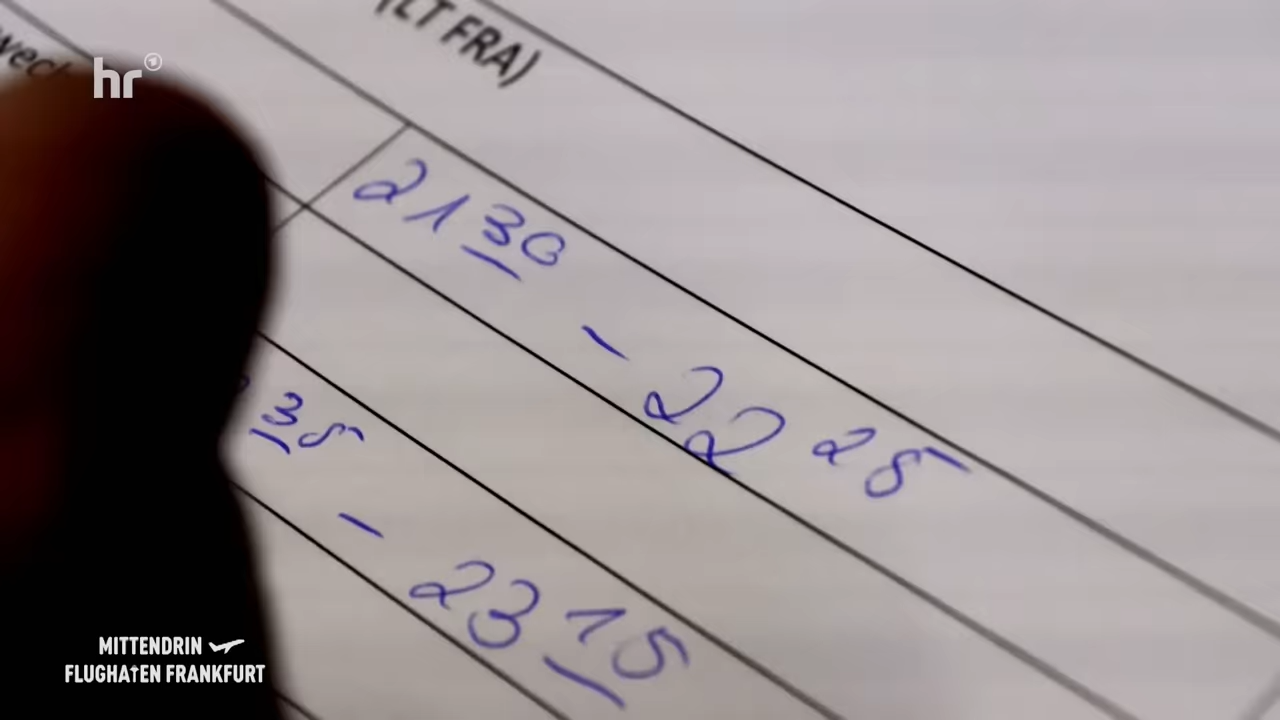 hr
(LT FRA)
2130 - 2225
35 - 2315
MITTENDRIN
FLUGHAFEN FRANKFURT